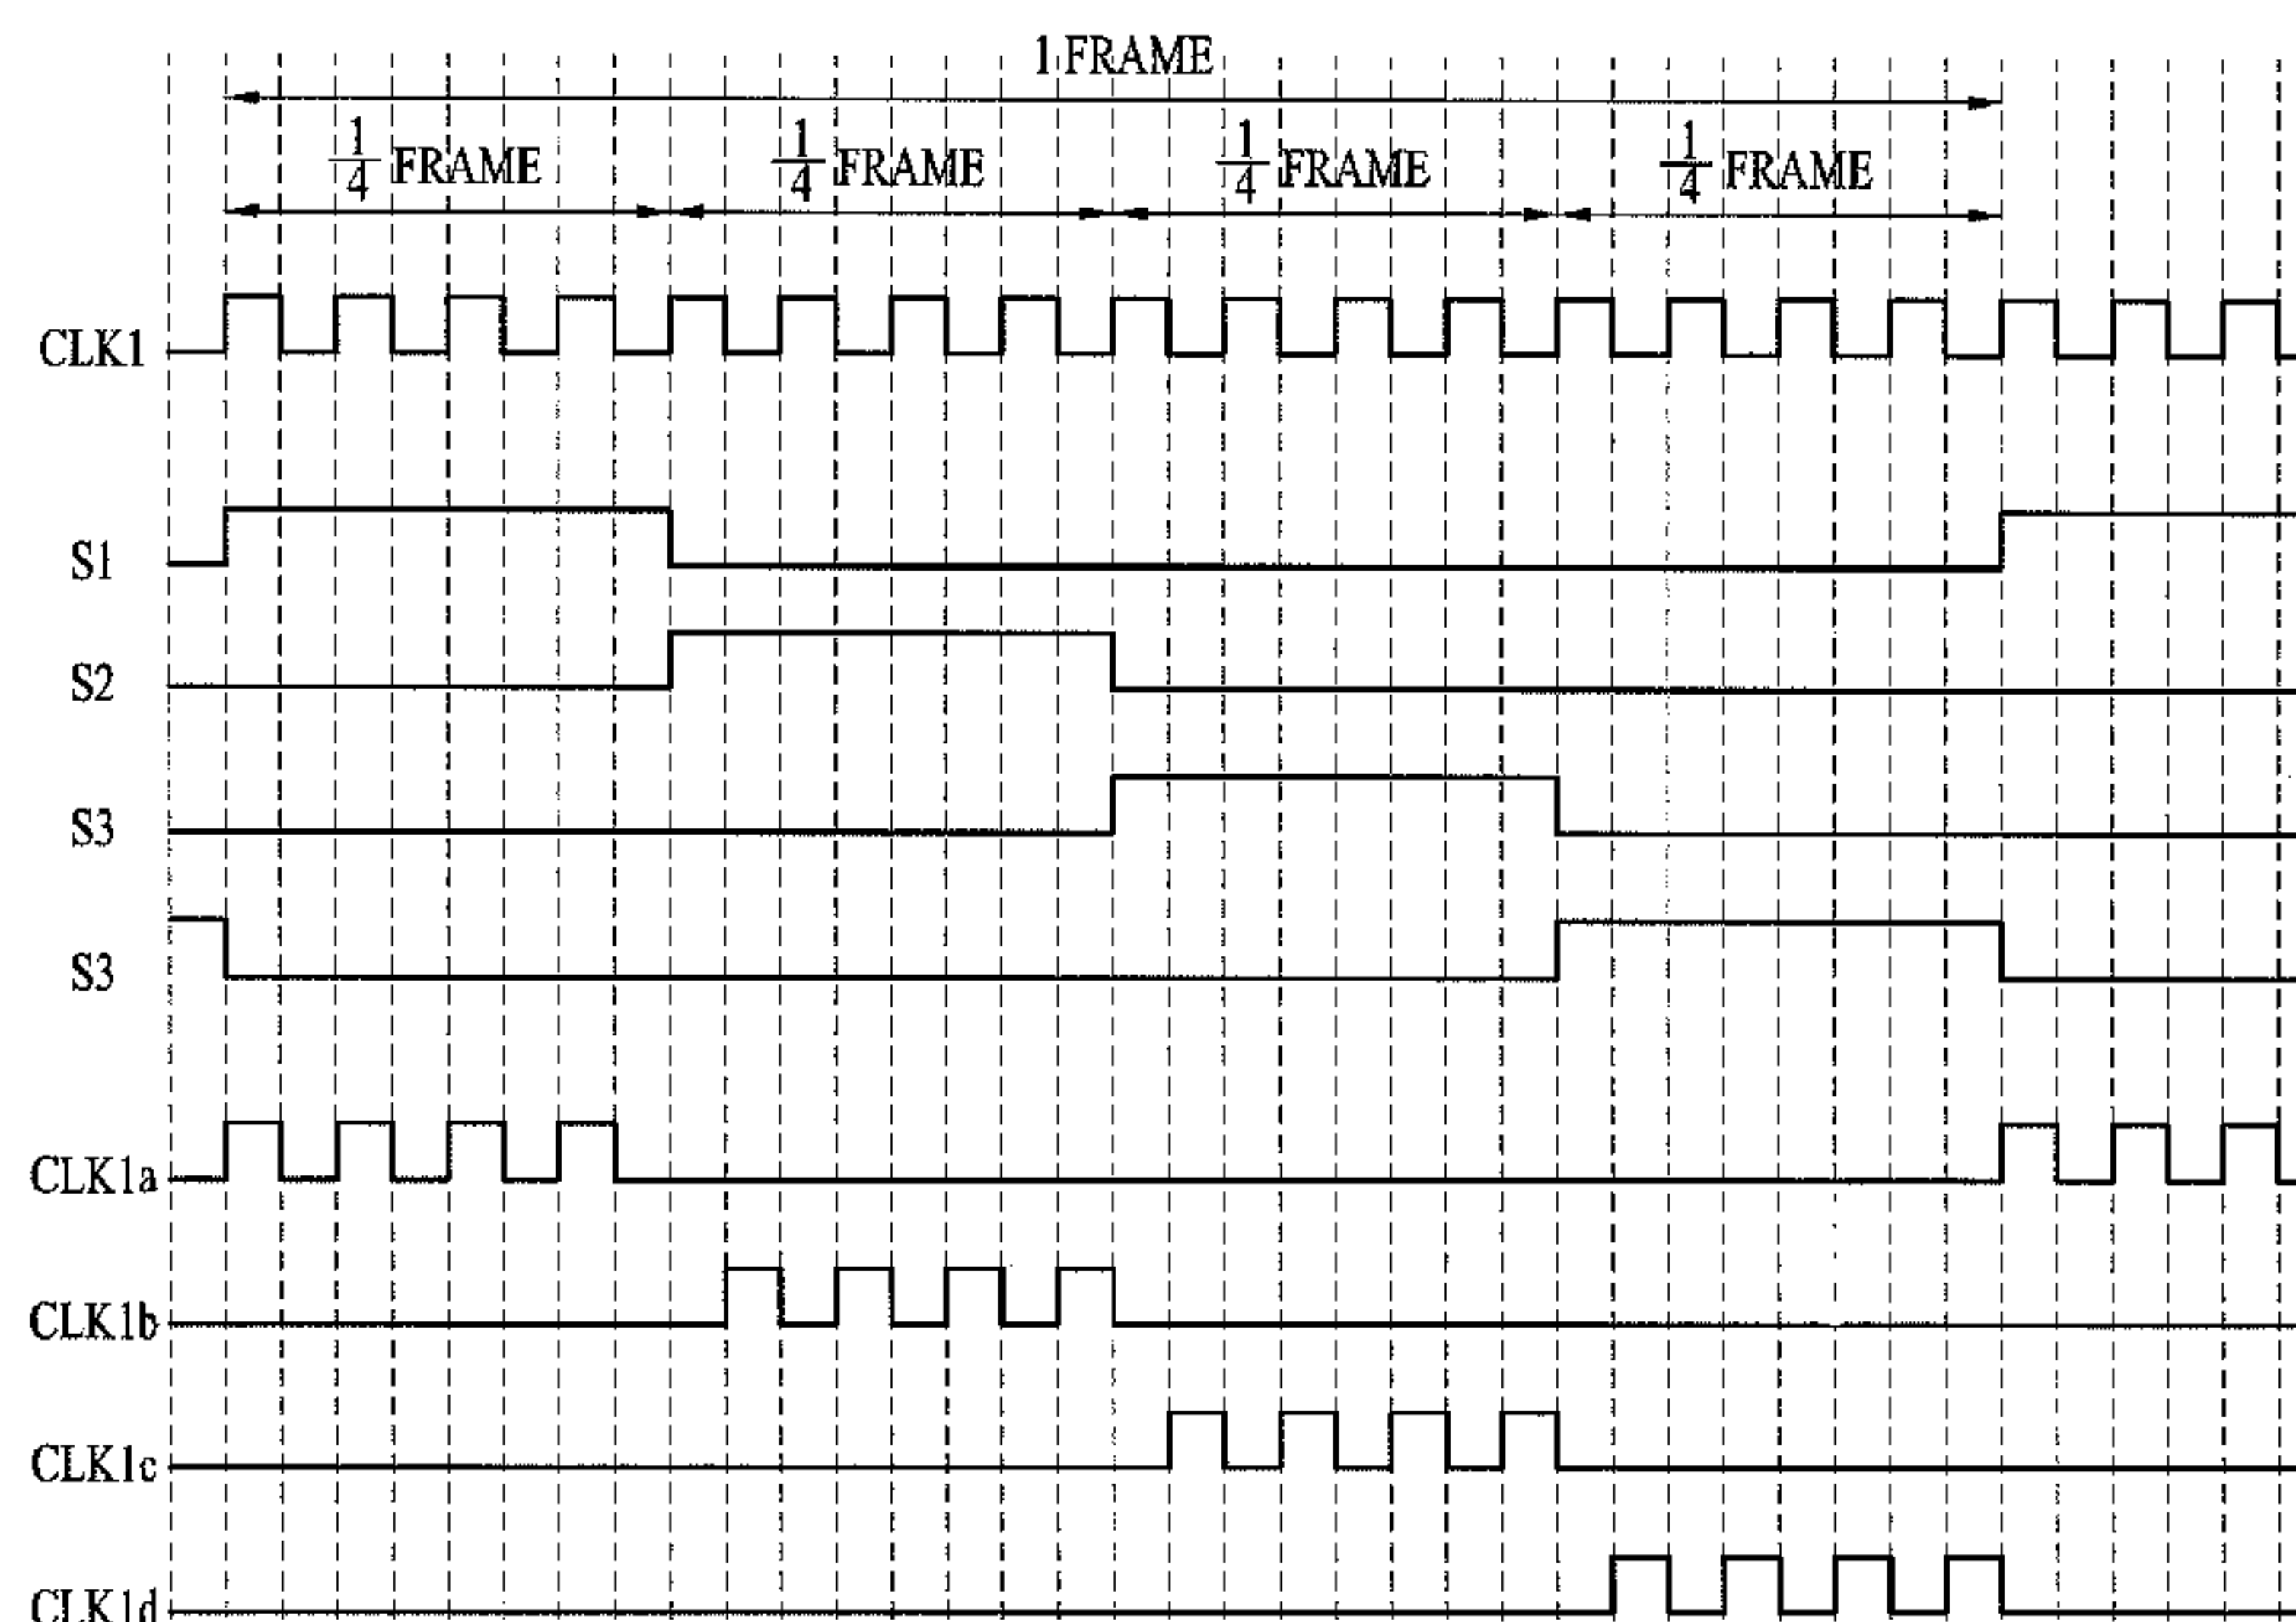 1 FRAME
1/4 FRAME 1/4 FRAME 1/4 FRAME 1/4 FRAME
CLK1
S1
S2
S3
S3
CLK1a
CLK1b
CLK1c
CLK1d